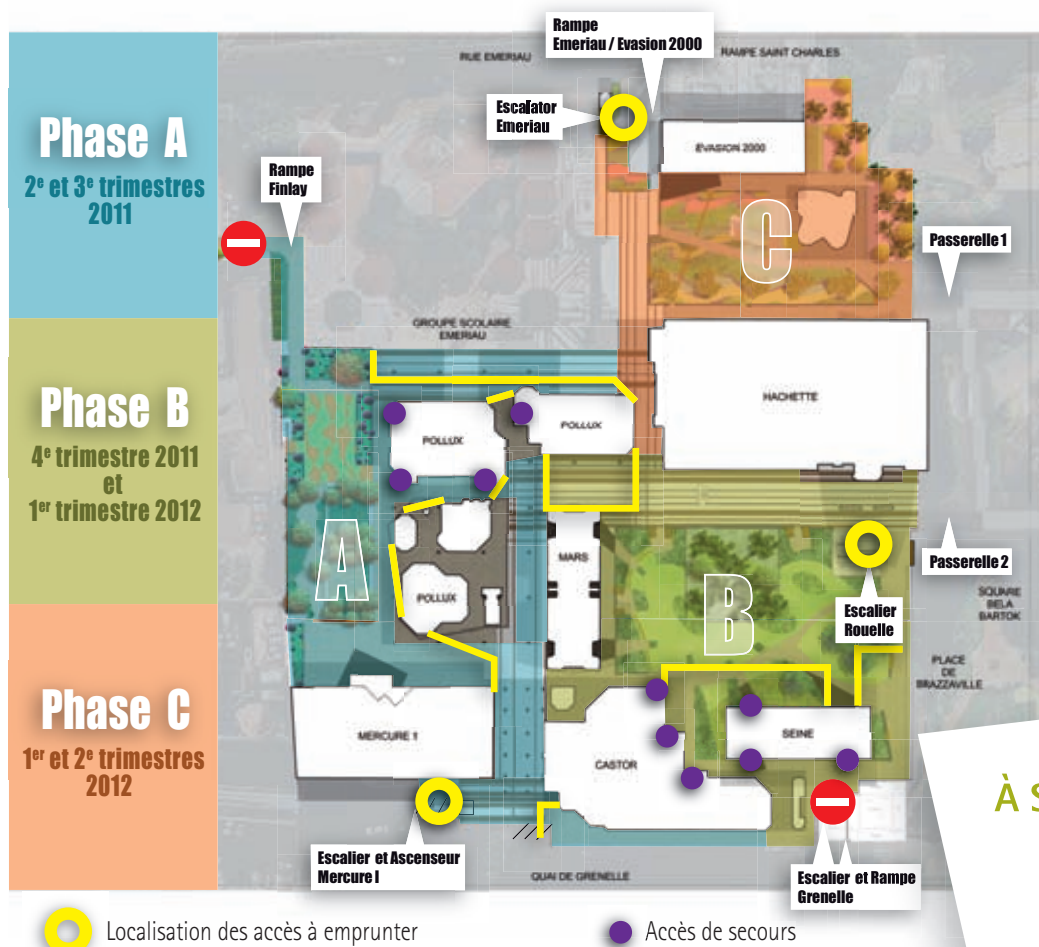 Phase A
2e et 3e trimestres
2011
Phase B
4e trimestre 2011
et
1er trimestre 2012
Phase C
1er et 2e trimestres
2012
RUE EMERIAU
Rampe
Emeriau / Evasion 2000
RAMPE SAINT CHARLES
Escalator
Emeriau
EVASION 2000
Rampe
Finlay
C
Passerelle 1
GROUPE SCOLAIRE
EMERIAU
HACHETTE
POLLUX
POLLUX
A
MARS
POLLUX
B
Passerelle 2
Escalier
Rouelle
SQUARE
BELA
BARTOK
PLACE
DE
BRAZZAVILLE
MERCURE 1
CASTOR
SEINE
À S
Escalier et Ascenseur
Mercure I
QUAI DE GRENELLE
Escalier et Rampe
Grenelle
Localisation des accès à emprunter
Accès de secours